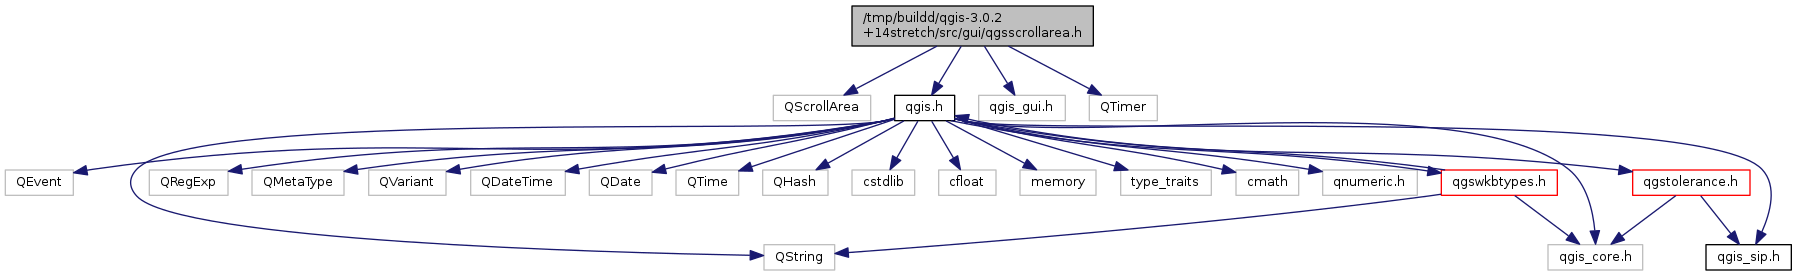 /tmp/buildd/qgis-3.0.2
+14stretch/src/gui/qgsscrollarea.h
QScrollArea
qgis.h
qgis_gui.h
QTimer
QEvent
QRegExp
QMetaType
QVariant
QDateTime
QDate
QTime
QHash
cstdlib
cfloat
memory
type_traits
cmath
qnumeric.h
qgswkbtypes.h
qgstolerance.h
QString
qgis_core.h
qgis_sip.h